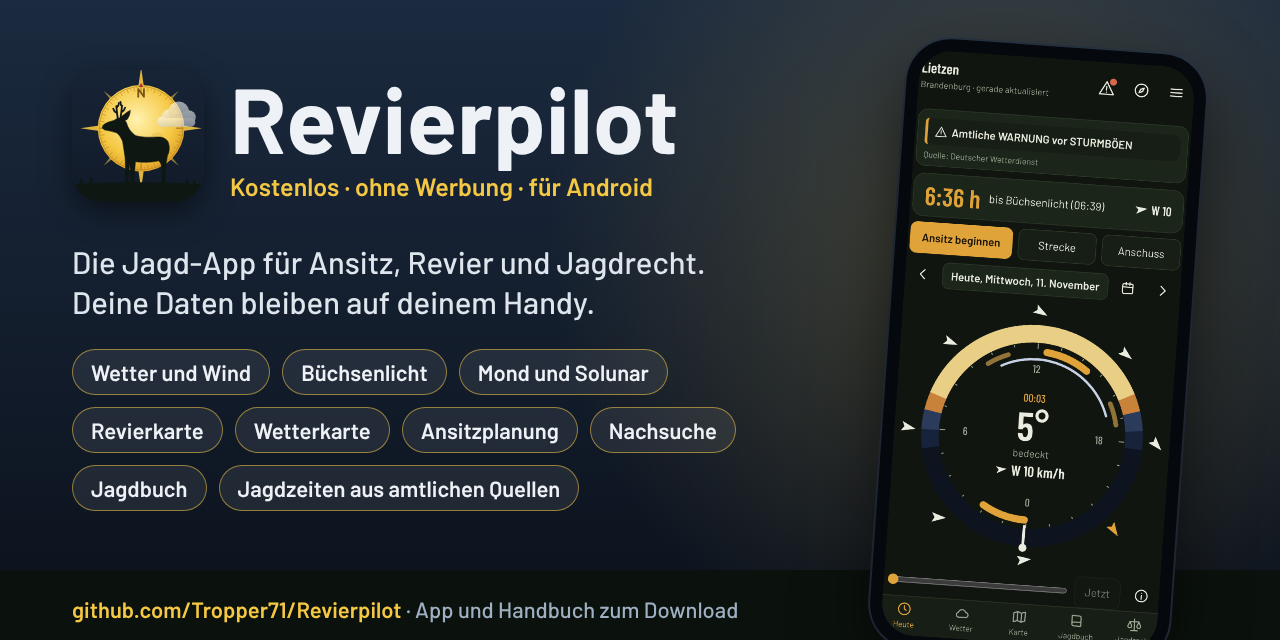 N
Revierpilot
Kostenlos · ohne Werbung · für Android
Die Jagd-App für Ansitz, Revier und Jagdrecht.
Deine Daten bleiben auf deinem Handy.
Wetter und Wind
Büchsenlicht
Mond und Solunar
Revierkarte
Wetterkarte
Ansitzplanung
Nachsuche
Jagdbuch
Jagdzeiten aus amtlichen Quellen
github.com/Tropper71/Revierpilot · App und Handbuch zum Download
Lietzen
Brandenburg · gerade aktualisiert
Amtliche WARNUNG vor STURMBÖEN
Quelle: Deutscher Wetterdienst
6:36 h bis Büchsenlicht (06:39) W 10
Ansitz beginnen
Strecke
Anschuss
Heute, Mittwoch, 11. November
12
00:03
5°
6
18
bedeckt
W 10 km/h
0
Jetzt
Heute
Wetter
Karte
Jagdbuch